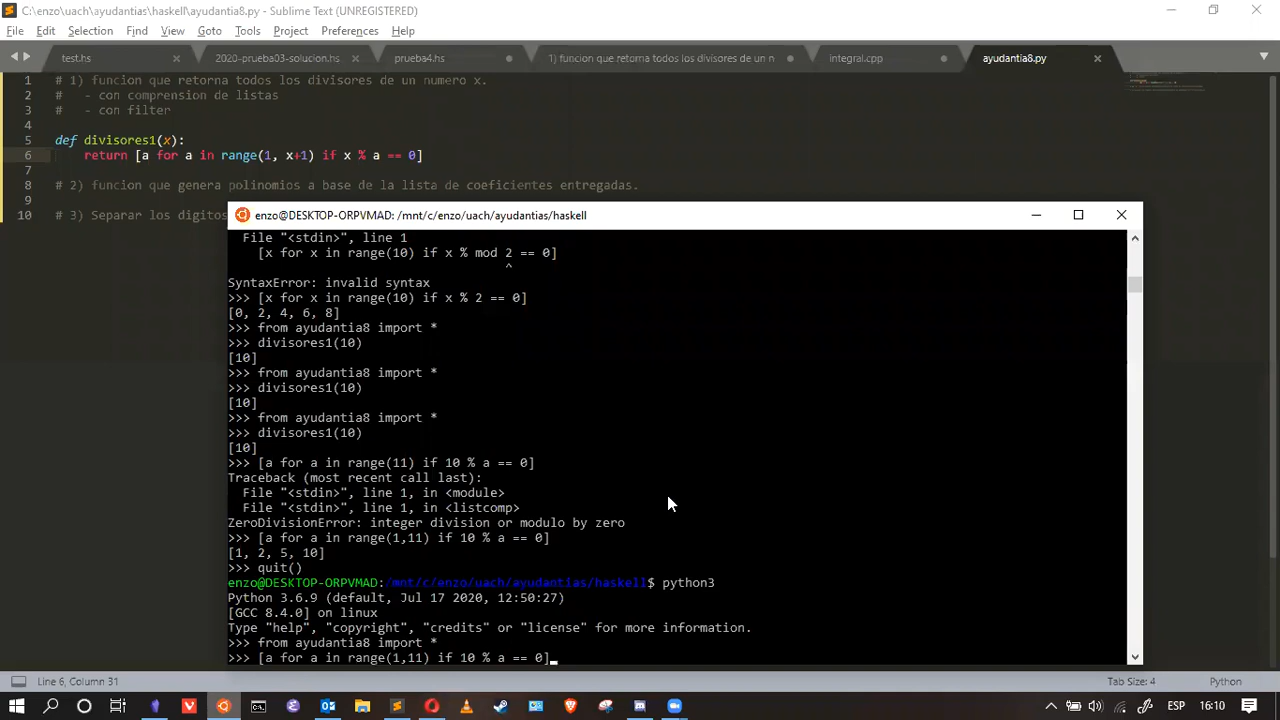 C:\enzo\uach\ayudantias\haskell\ayudantia8.py - Sublime Text (UNREGISTERED)
File Edit Selection Find View Goto Tools Project Preferences Help
test.hs 2020-prueba03-solucion.hs prueba4.hs 1) funcion que retorna todos los divisores de un n integral.cpp ayudantia8.py
1 # 1) funcion que retorna todos los divisores de un numero x.
2 # - con comprension de listas
3 # - con filter
4
5 def divisores1(x):
6 return [a for a in range(1, x+1) if x % a == 0]
7
8 # 2) funcion que genera polinomios a base de la lista de coeficientes entregadas.
9
10 # 3) Separar los digitos
enzo@DESKTOP-ORPVMAD: /mnt/c/enzo/uach/ayudantias/haskell
File "<stdin>", line 1
[x for x in range(10) if x % mod 2 == 0]
^
SyntaxError: invalid syntax
>>> [x for x in range(10) if x % 2 == 0]
[0, 2, 4, 6, 8]
>>> from ayudantia8 import *
>>> divisores1(10)
[10]
>>> from ayudantia8 import *
>>> divisores1(10)
[10]
>>> from ayudantia8 import *
>>> divisores1(10)
[10]
>>> [a for a in range(11) if 10 % a == 0]
Traceback (most recent call last):
File "<stdin>", line 1, in <module>
File "<stdin>", line 1, in <listcomp>
ZeroDivisionError: integer division or modulo by zero
>>> [a for a in range(1,11) if 10 % a == 0]
[1, 2, 5, 10]
>>> quit()
enzo@DESKTOP-ORPVMAD:/mnt/c/enzo/uach/ayudantias/haskell$ python3
Python 3.6.9 (default, Jul 17 2020, 12:50:27)
[GCC 8.4.0] on linux
Type "help", "copyright", "credits" or "license" for more information.
>>> from ayudantia8 import *
>>> [a for a in range(1,11) if 10 % a == 0]
Line 6, Column 31 Tab Size: 4 Python
ESP 16:10